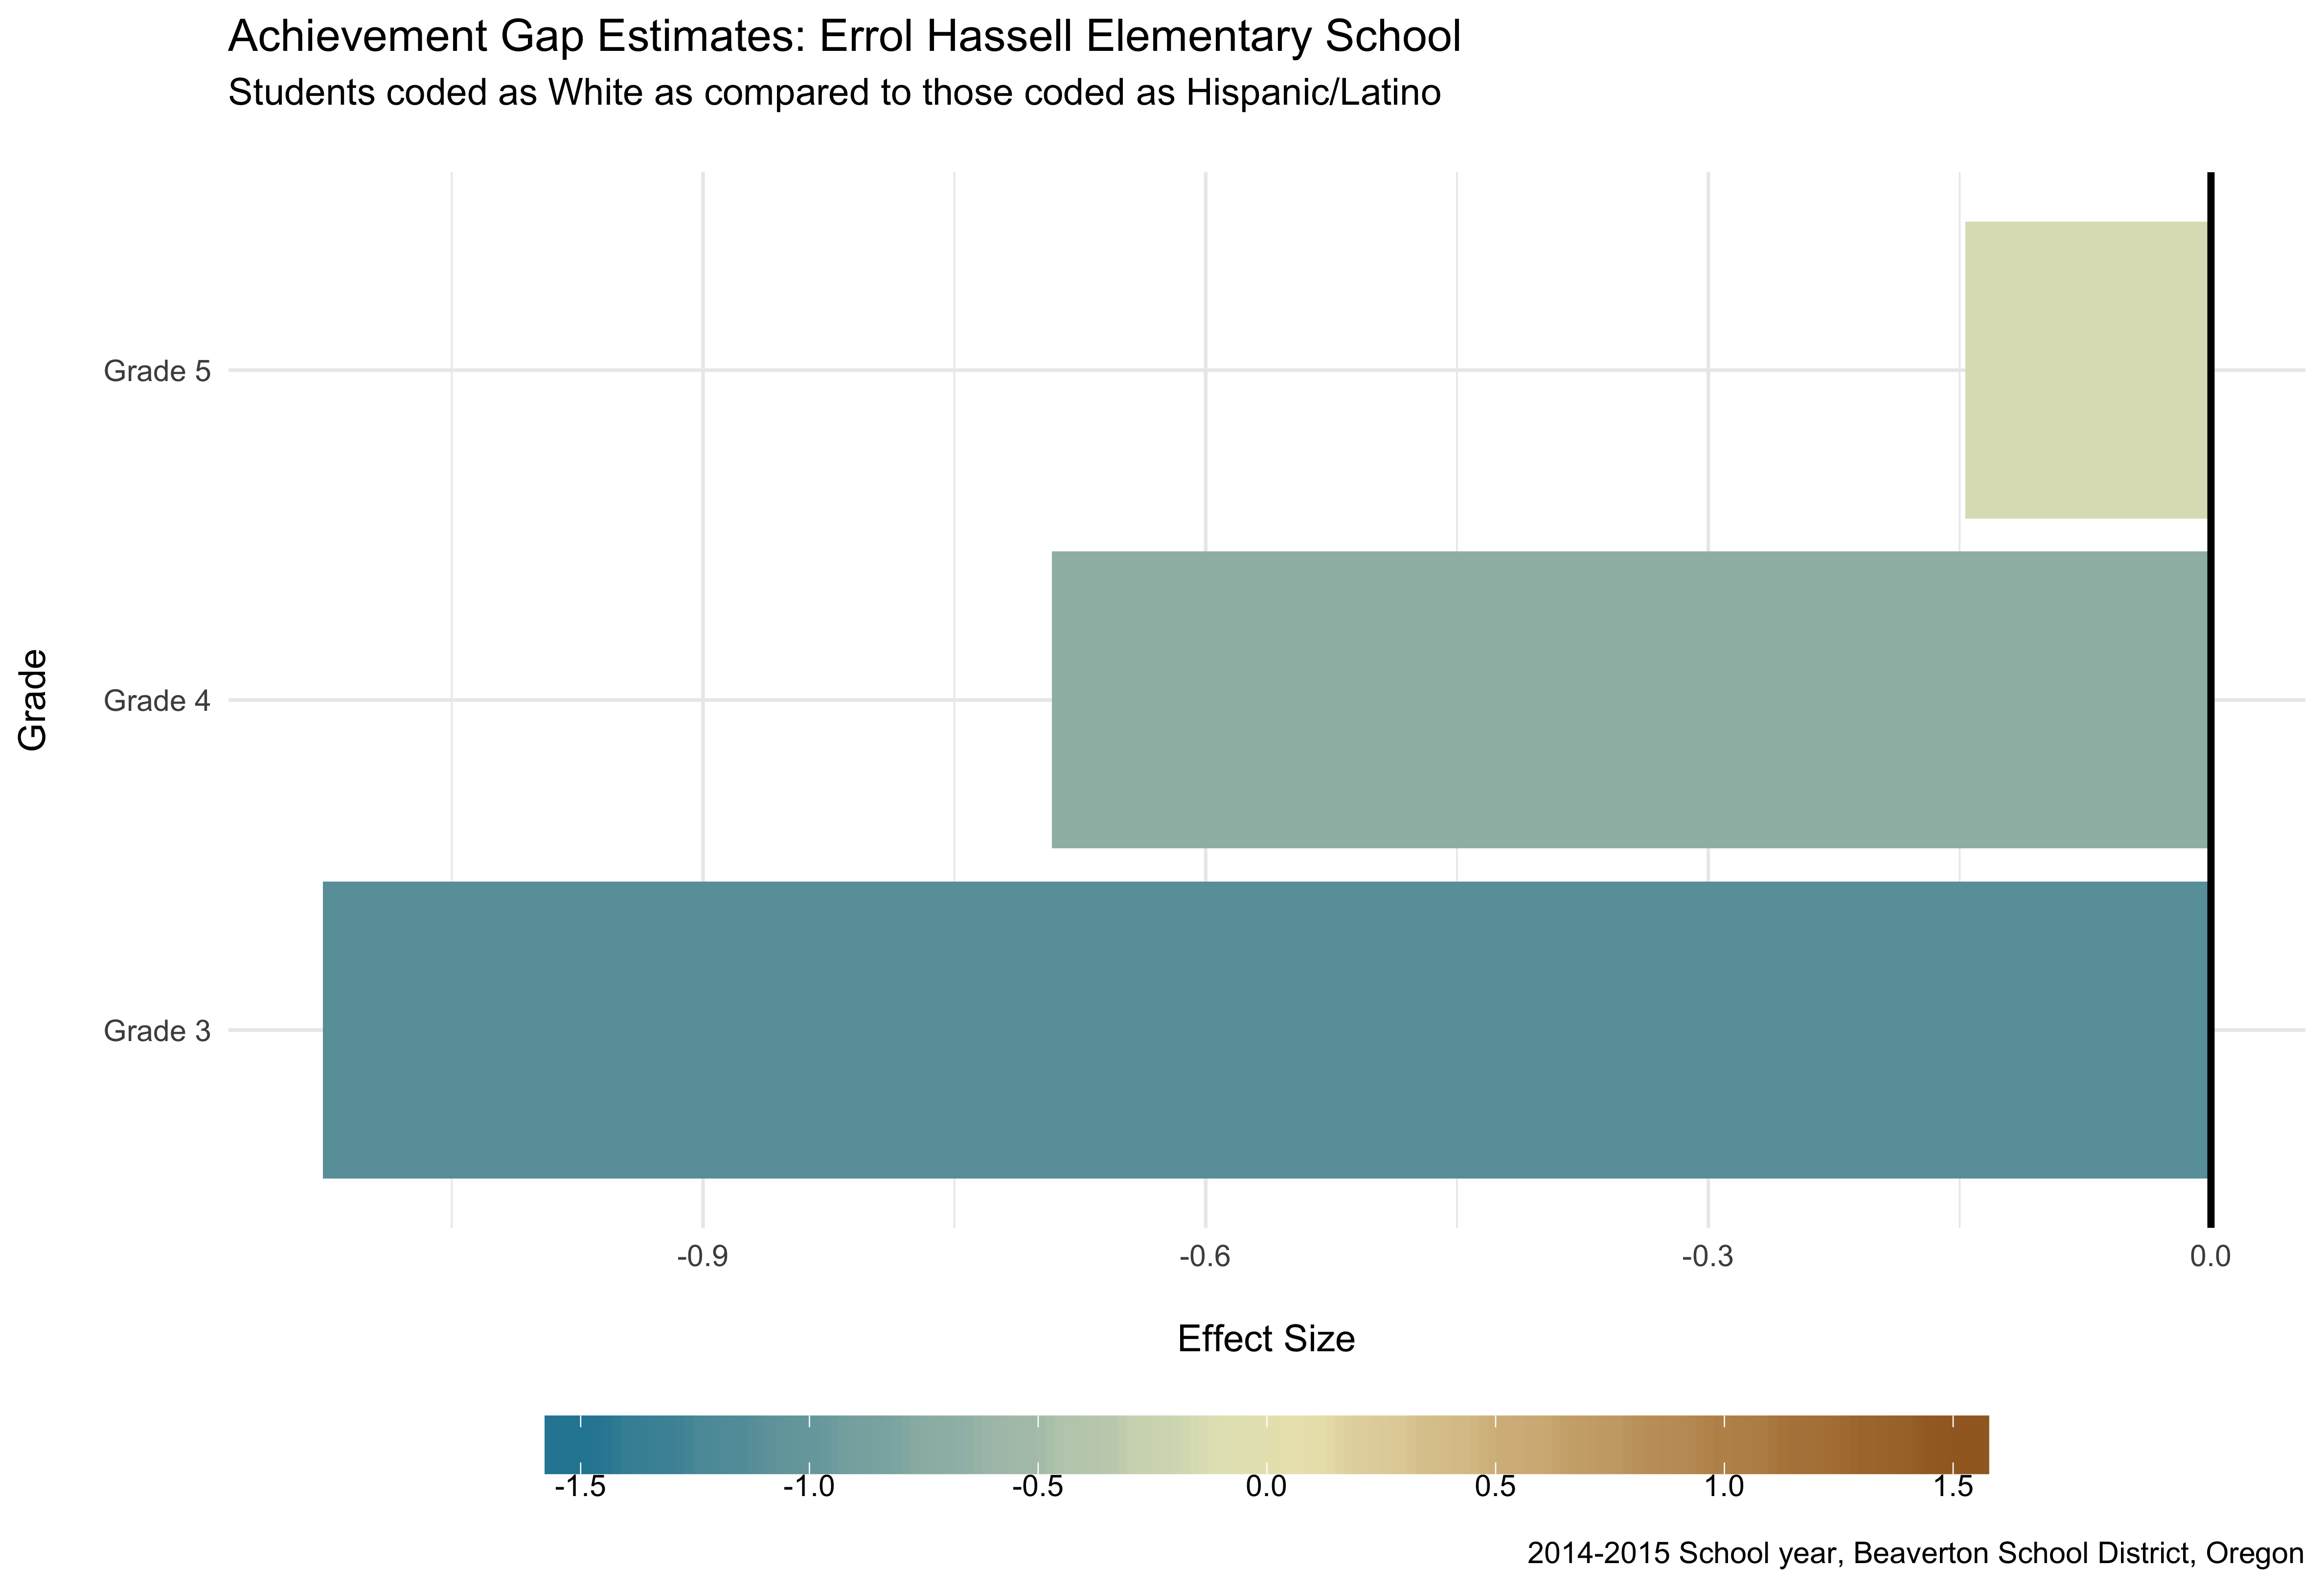 Achievement Gap Estimates: Errol Hassell Elementary School
Students coded as White as compared to those coded as Hispanic/Latino
Grade
Grade 5
Grade 4
Grade 3
-0.9 -0.6 -0.3 0.0
Effect Size
-1.5 -1.0 -0.5 0.0 0.5 1.0 1.5
2014-2015 School year, Beaverton School District, Oregon